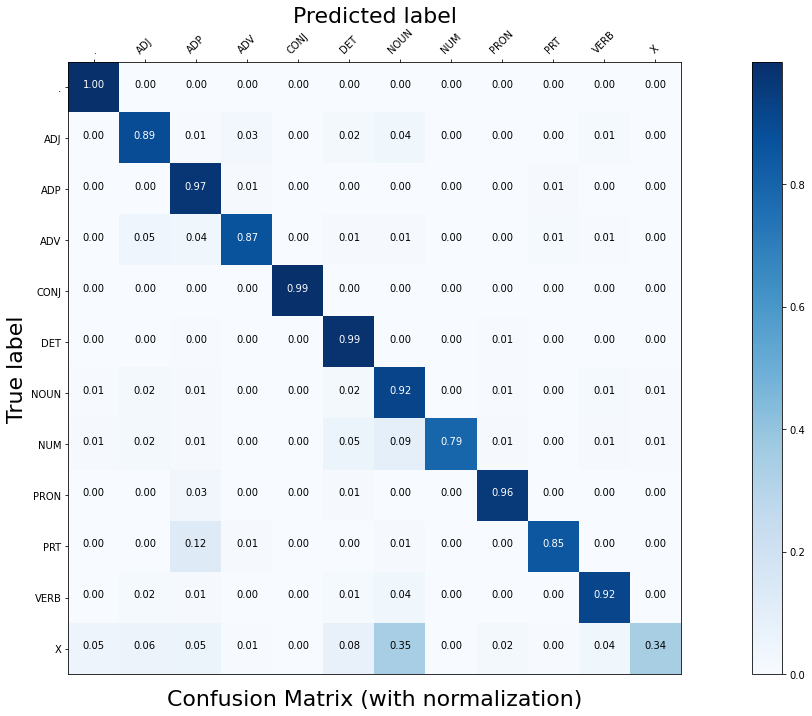 Predicted label
. ADJ ADP ADV CONJ DET NOUN NUM PRON PRT VERB X
. 1.00 0.00 0.00 0.00 0.00 0.00 0.00 0.00 0.00 0.00 0.00 0.00
ADJ 0.00 0.89 0.01 0.03 0.00 0.02 0.04 0.00 0.00 0.00 0.01 0.00
0.8
ADP 0.00 0.00 0.97 0.01 0.00 0.00 0.00 0.00 0.00 0.01 0.00 0.00
ADV 0.00 0.05 0.04 0.87 0.00 0.01 0.01 0.00 0.00 0.01 0.01 0.00
CONJ 0.00 0.00 0.00 0.00 0.99 0.00 0.00 0.00 0.00 0.00 0.00 0.00
0.6
DET 0.00 0.00 0.00 0.00 0.00 0.99 0.00 0.00 0.01 0.00 0.00 0.00
True label
NOUN 0.01 0.02 0.01 0.00 0.00 0.02 0.92 0.00 0.01 0.00 0.01 0.01
0.4
NUM 0.01 0.02 0.01 0.00 0.00 0.05 0.09 0.79 0.01 0.00 0.01 0.01
PRON 0.00 0.00 0.03 0.00 0.00 0.01 0.00 0.00 0.96 0.00 0.00 0.00
PRT 0.00 0.00 0.12 0.01 0.00 0.00 0.01 0.00 0.00 0.85 0.00 0.00
0.2
VERB 0.00 0.02 0.01 0.00 0.00 0.01 0.04 0.00 0.00 0.00 0.92 0.00
X 0.05 0.06 0.05 0.01 0.00 0.08 0.35 0.00 0.02 0.00 0.04 0.34
0.0
Confusion Matrix (with normalization)